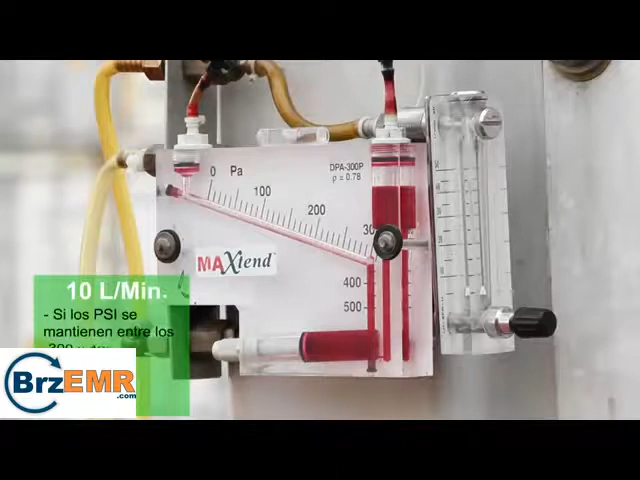 0 Pa
100
200
30
400
500
DPA-300P
ρ = 0.78
MAXtend
10 L/Min.
- Si los PSI se
mantienen entre los
BrzEMR
.com